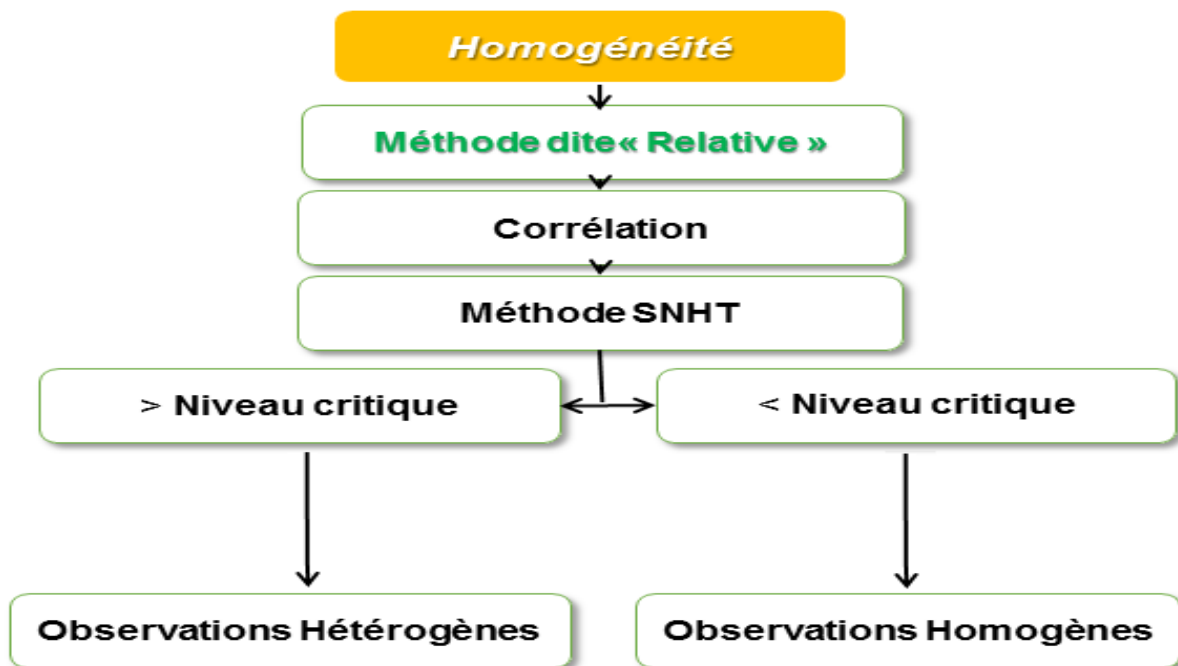 Homogénéité
Méthode dite « Relative »
Corrélation
Méthode SNHT
> Niveau critique
< Niveau critique
Observations Hétérogènes
Observations Homogènes